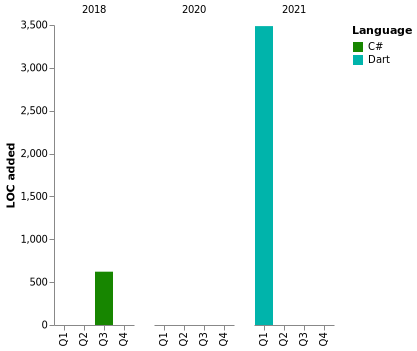 2018 2020 2021
Language
C#
Dart
LOC added
3,500
3,000
2,500
2,000
1,500
1,000
500
0
Q1 Q2 Q3 Q4 Q1 Q2 Q3 Q4 Q1 Q2 Q3 Q4